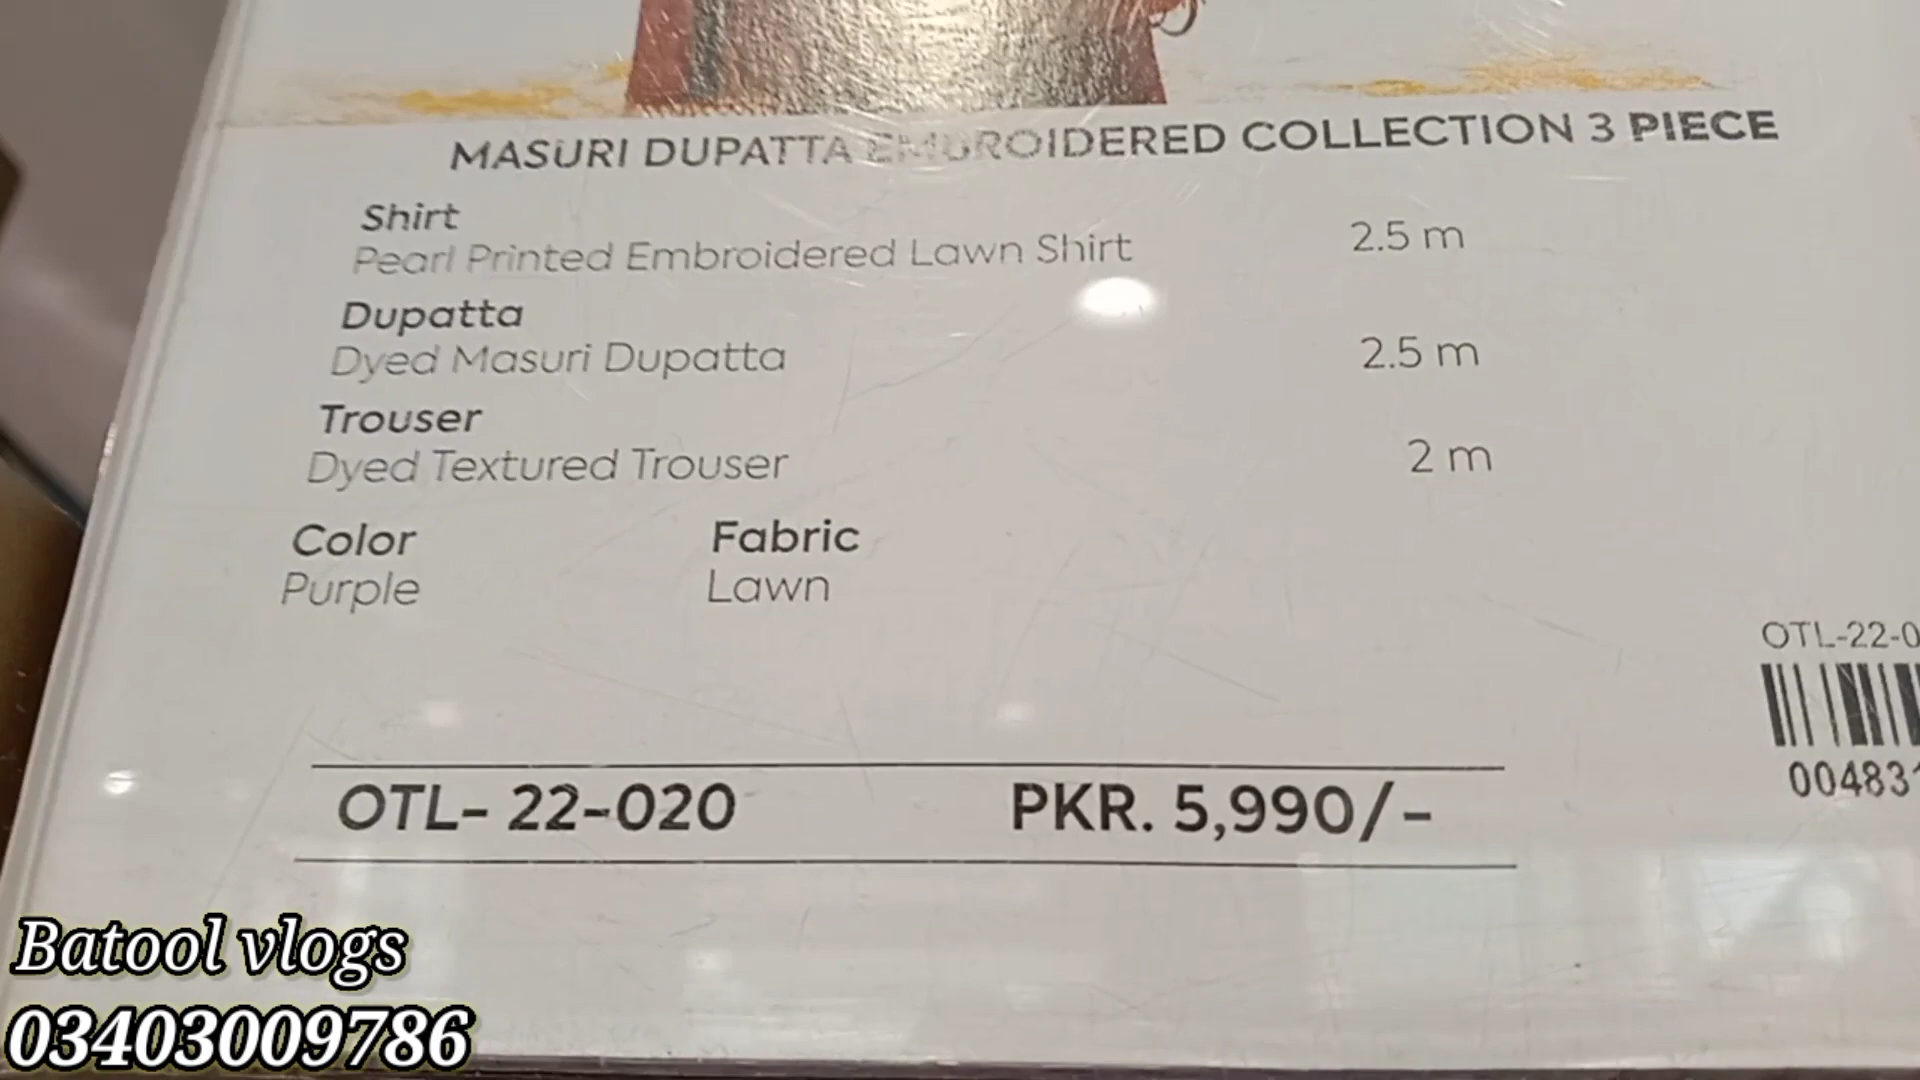 MASURI DUPATTA EMBROIDERED COLLECTION 3 PIECE
Shirt
Pearl Printed Embroidered Lawn Shirt 2.5 m
Dupatta
Dyed Masuri Dupatta 2.5 m
Trouser
Dyed Textured Trouser 2 m
Color Fabric
Purple Lawn
OTL-22-0
004831
OTL- 22-020 PKR. 5,990/-
Batool vlogs
03403009786